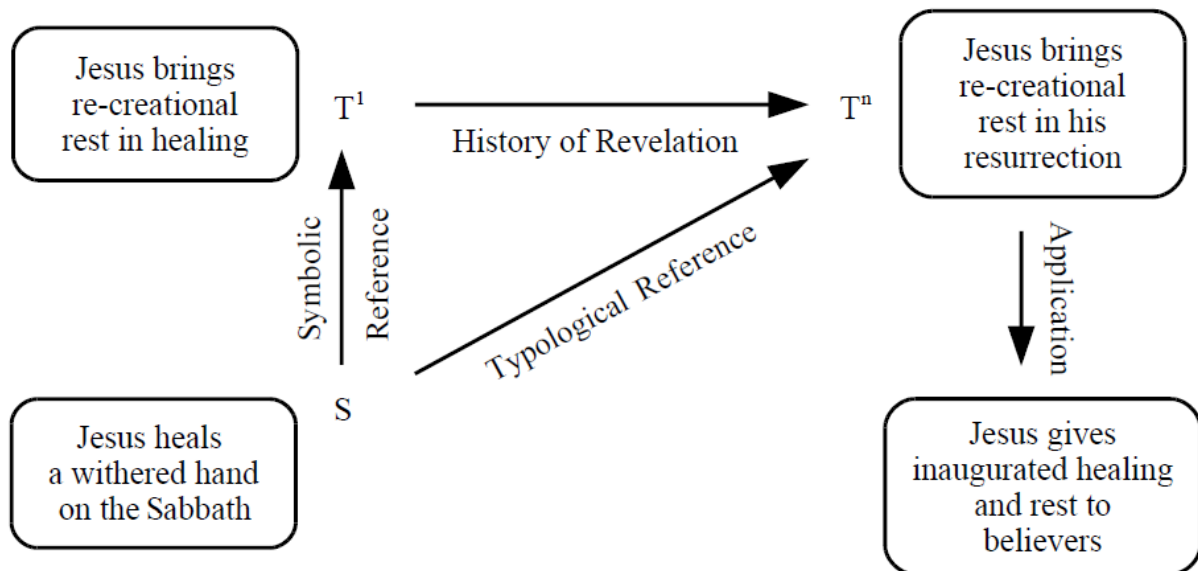 Jesus brings
re-creational
rest in healing
T¹
History of Revelation
Tⁿ
Jesus brings
re-creational
rest in his
resurrection
Symbolic
Reference
Typological Reference
Application
Jesus heals
a withered hand
on the Sabbath
S
Jesus gives
inaugurated healing
and rest to
believers